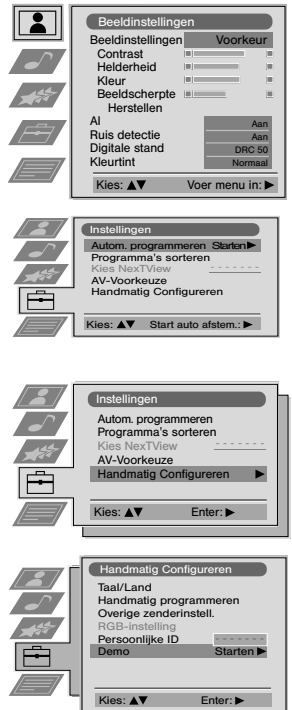 Beeldinstellingen
Beeldinstellingen Voorkeur
Contrast
Helderheid
Kleur
Beeldscherpte
Herstellen
AI Aan
Ruis detectie Aan
Digitale stand DRC 50
Kleurtint Normaal
Kies: ▲▼ Voer menu in: ▶
Instellingen
Autom. programmeren Starten▶
Programma's sorteren
Kies NexTView - - - - - - -
AV-Voorkeuze
Handmatig Configureren
Kies: ▲▼ Start auto afstem.: ▶
Instellingen
Autom. programmeren
Programma's sorteren
Kies NexTView - - - - - - -
AV-Voorkeuze
Handmatig Configureren ▶
Kies: ▲▼ Enter: ▶
Handmatig Configureren
Taal/Land
Handmatig programmeren
Overige zenderinstell.
RGB-instelling
Persoonlijke ID - - - - - - -
Demo Starten ▶
Kies: ▲▼ Enter: ▶